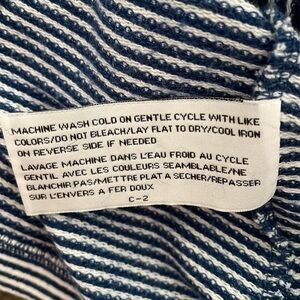 MACHINE WASH COLD ON GENTLE CYCLE WITH LIKE
COLORS/DO NOT BLEACH/LAY FLAT TO DRY/COOL IRON
ON REVERSE SIDE IF NEEDED
LAVAGE MACHINE DANS L'EAU FROID AU CYCLE
GENTIL AVEC LES COULEURS SEMBLABLE/NE
BLANCHIR PAS/METTRE PLAT A SECHER/REPASSER
SUR L'ENVERS A FER DOUX
C-2